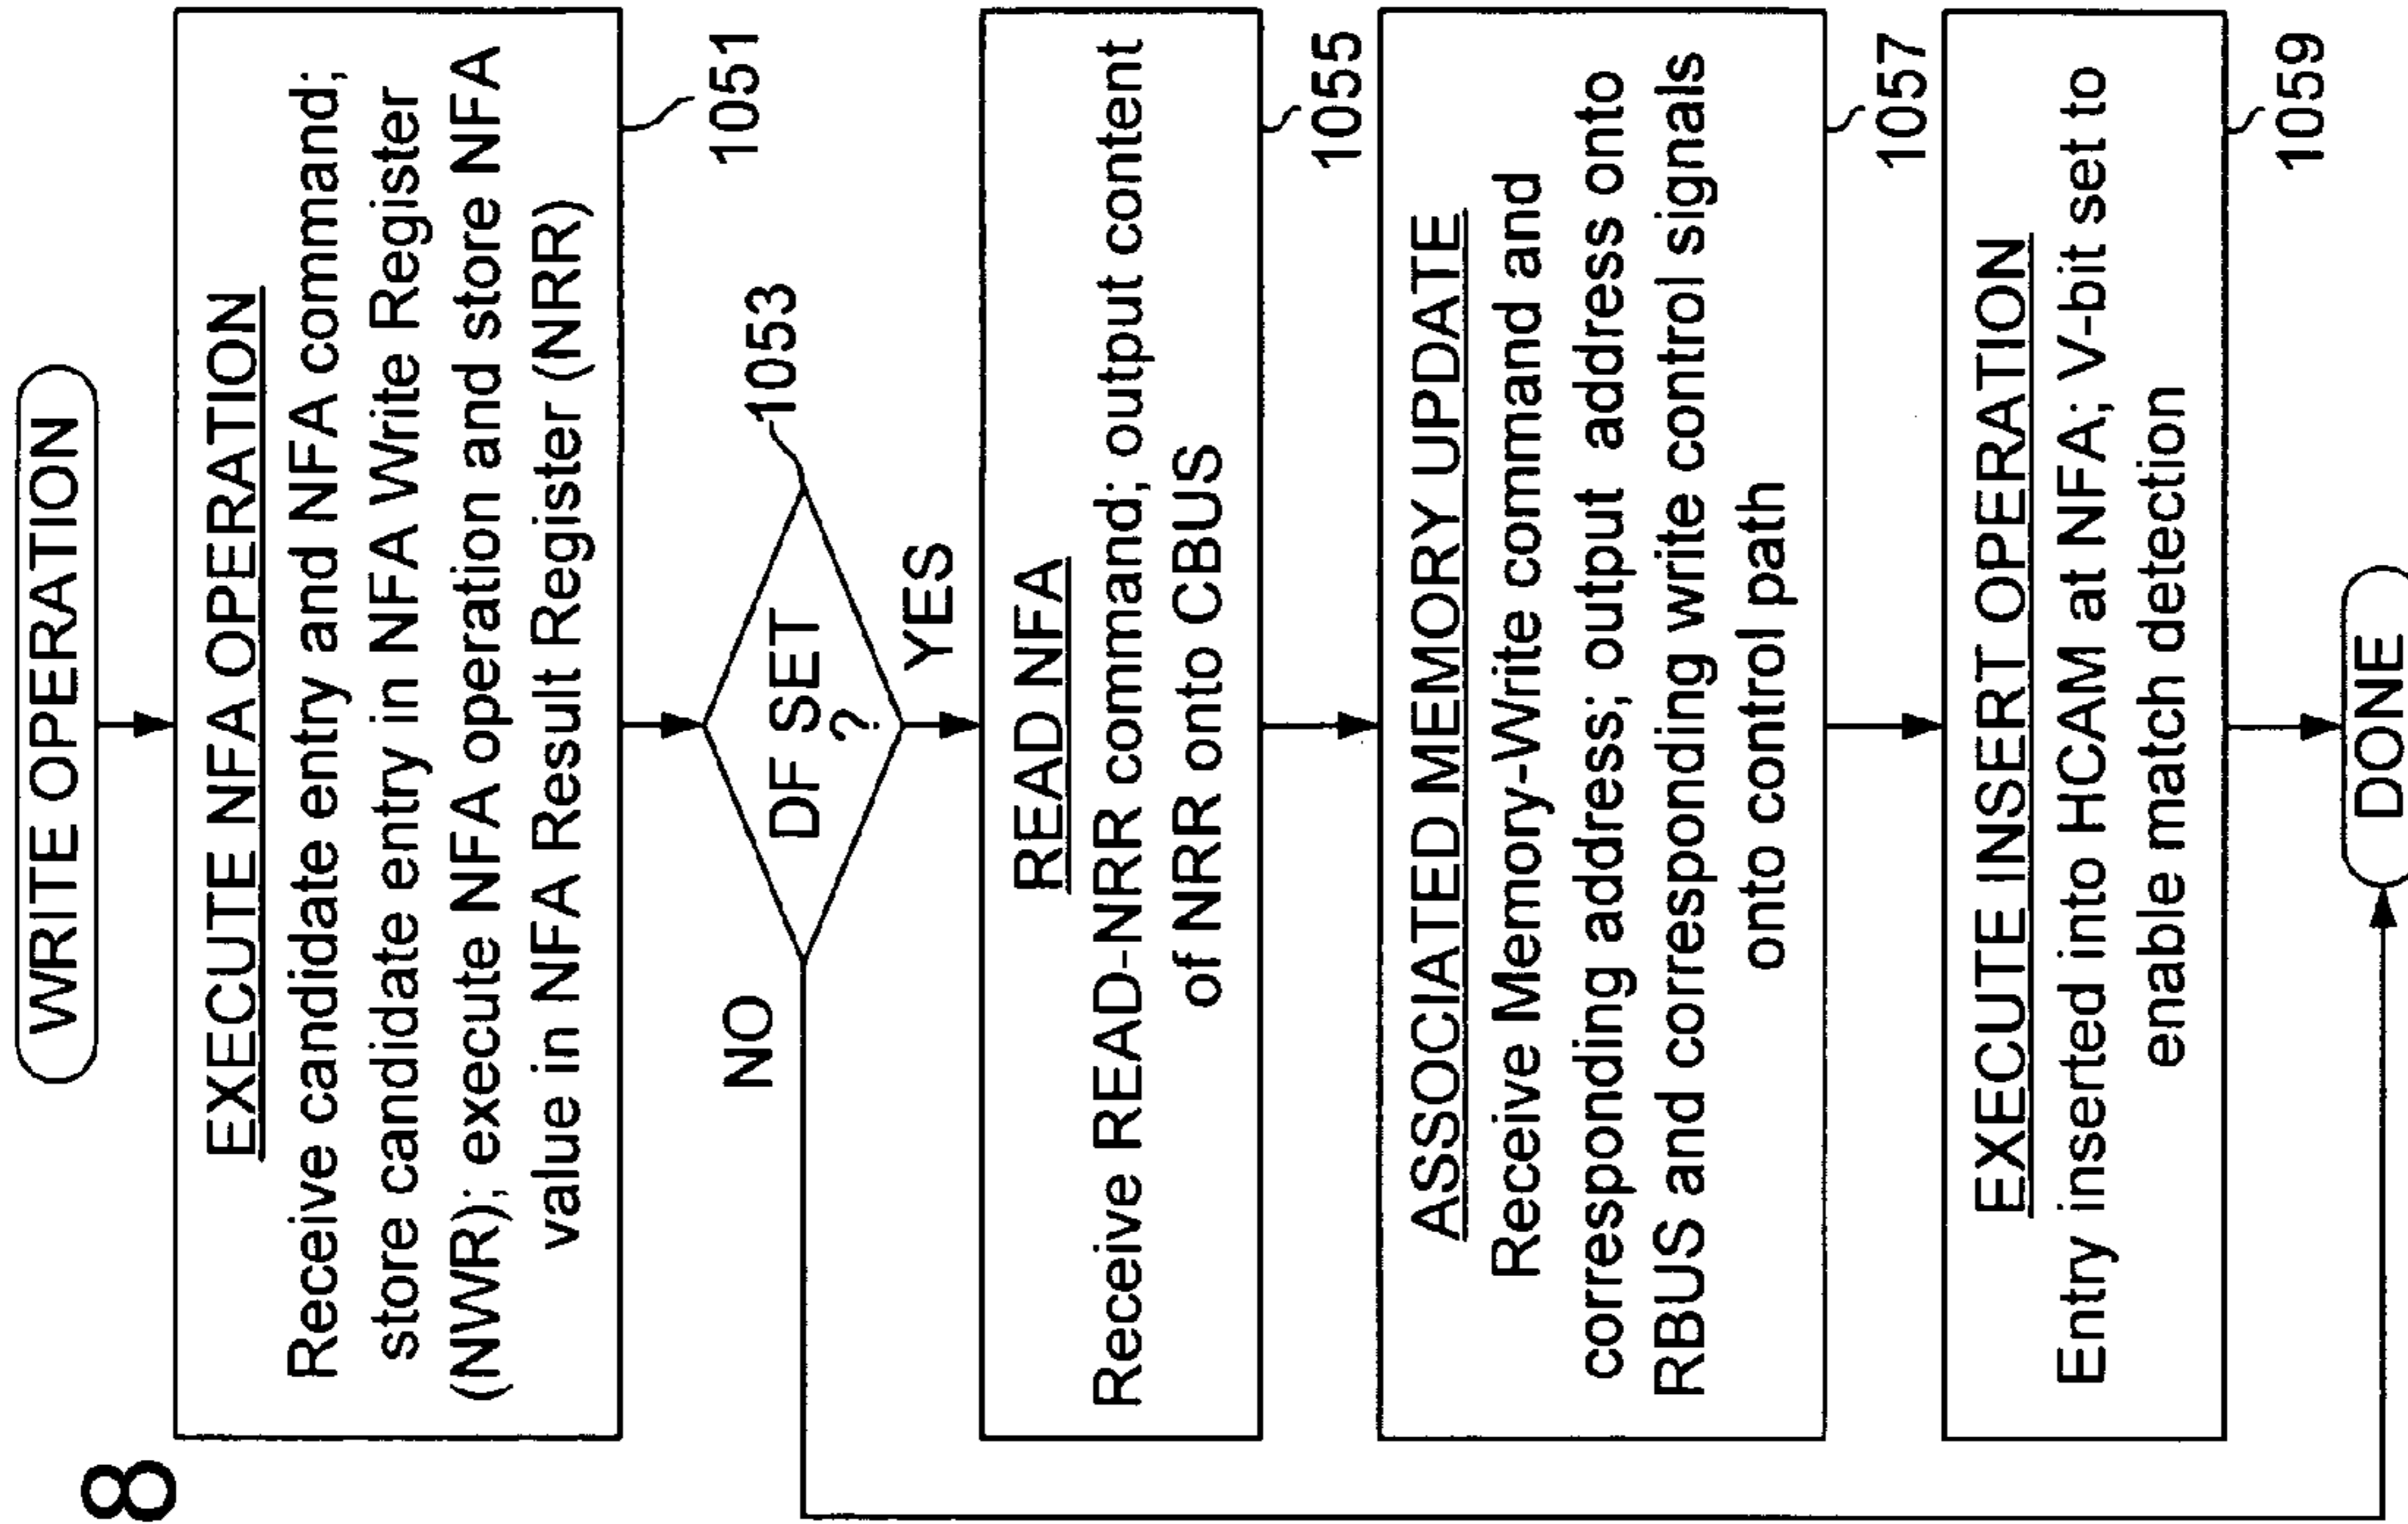 8
WRITE OPERATION
EXECUTE NFA OPERATION
Receive candidate entry and NFA command;
store candidate entry in NFA Write Register
(NWR); execute NFA operation and store NFA
value in NFA Result Register (NRR)
1051
1053
DF SET
?
NO
YES
READ NFA
Receive READ-NRR command; output content
of NRR onto CBUS
1055
ASSOCIATED MEMORY UPDATE
Receive Memory-Write command and
corresponding address; output address onto
RBUS and corresponding write control signals
onto control path
1057
EXECUTE INSERT OPERATION
Entry inserted into HCAM at NFA; V-bit set to
enable match detection
1059
DONE